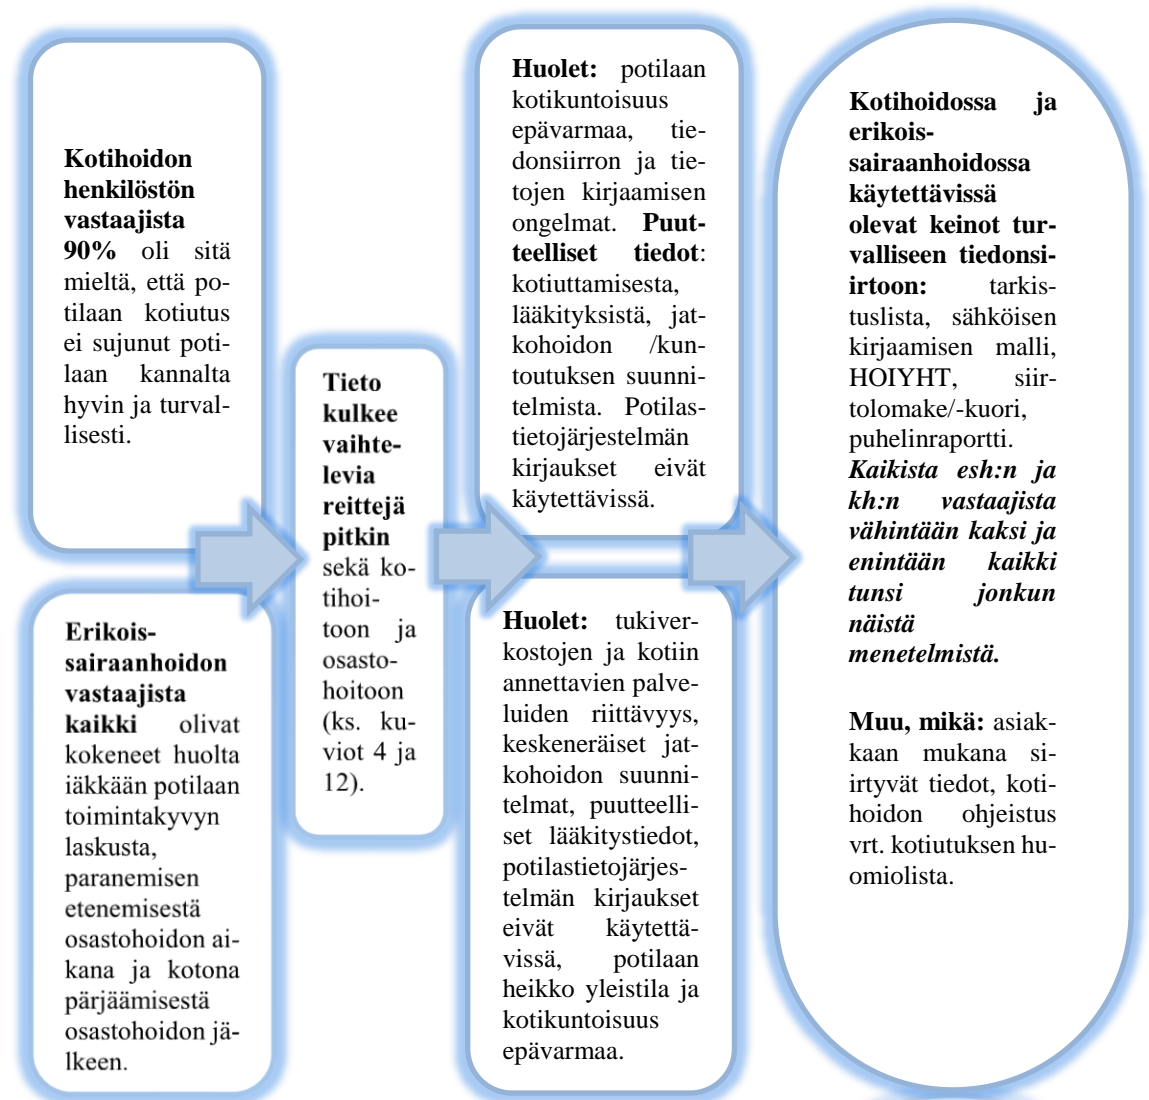 Kotihoidon
henkilöstön
vastaajista
90% oli sitä
mieltä, että po-
tilaan kotiutus
ei sujunut poti-
laan kannalta
hyvin ja turval-
lisesti.
Erikois-
sairaanhoidon
vastaajista
kaikki olivat
kokeneet huolta
iäkkään potilaan
toimintakyvyn
laskusta,
paranemisen
etenemisestä
osastohoidon ai-
kana ja kotona
pärjäämisestä
osastohoidon jä-
lkeen.
Tieto
kulkee
vaihte-
levia
reittejä
pitkin
sekä ko-
tihoi-
toon ja
osasto-
hoitoon
(ks. ku-
viot 4 ja
12).
Huolet: potilaan
kotikuntoisuus
epävarmaa, tie-
donsiirron ja tie-
tojen kirjaamisen
ongelmat. Puut-
teelliset tiedot:
kotiuttamisesta,
lääkityksistä, jat-
kohoidon /kun-
toutuksen suunni-
telmista. Potilas-
tietojärjestelmän
kirjaukset eivät
käytettävissä.
Huolet: tukiver-
kostojen ja kotiin
annettavien palve-
luiden riittävyys,
keskeneräiset jat-
kohoidon suunni-
telmat, puutteelli-
set lääkitystiedot,
potilastietojärjes-
telmän kirjaukset
eivät käytettä-
vissä, potilaan
heikko yleistila ja
kotikuntoisuus
epävarmaa.
Kotihoidossa ja
erikois-
sairaanhoidossa
käytettävissä
olevat keinot tur-
valliseen tiedonsi-
irtoon: tarkis-
tuslista, sähköisen
kirjaamisen malli,
HOIYHT, siir-
tolomake/-kuori,
puhelinraportti.
Kaikista esh:n ja
kh:n vastaajista
vähintään kaksi ja
enintään kaikki
tunsi jonkun
näistä
menetelmistä.
Muu, mikä: asiak-
kaan mukana si-
irtyvät tiedot, koti-
hoidon ohjeistus
vrt. kotiutuksen hu-
omiolista.